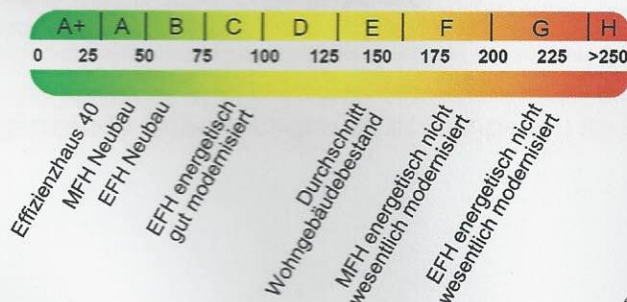 A+ A B C D E F G H
0 25 50 75 100 125 150 175 200 225 >250
Effizienzhaus 40
MFH Neubau
EFH Neubau
EFH energetisch
gut modernisiert
Durchschnitt
Wohngebäudebestand
MFH energetisch nicht
wesentlich modernisiert
EFH energetisch nicht
wesentlich modernisiert